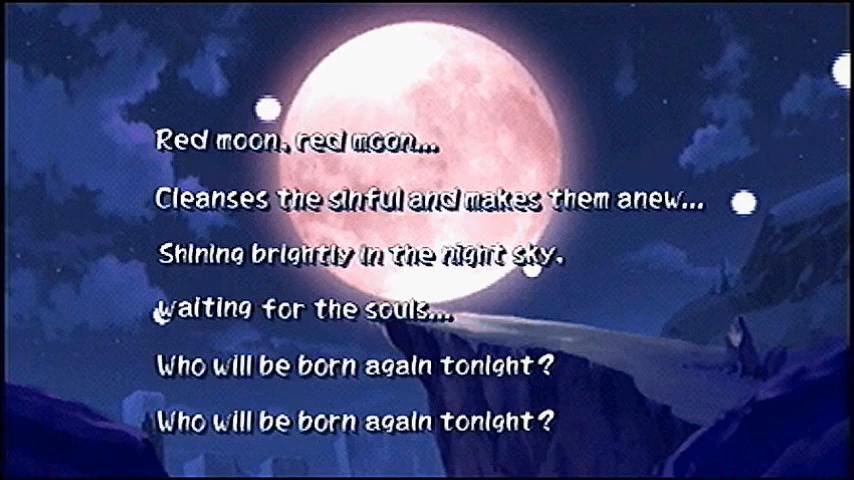 Red moon, red moon...
Cleanses the sinful and makes them anew...
Shining brightly in the night sky,
waiting for the souls...
Who will be born again tonight?
Who will be born again tonight?